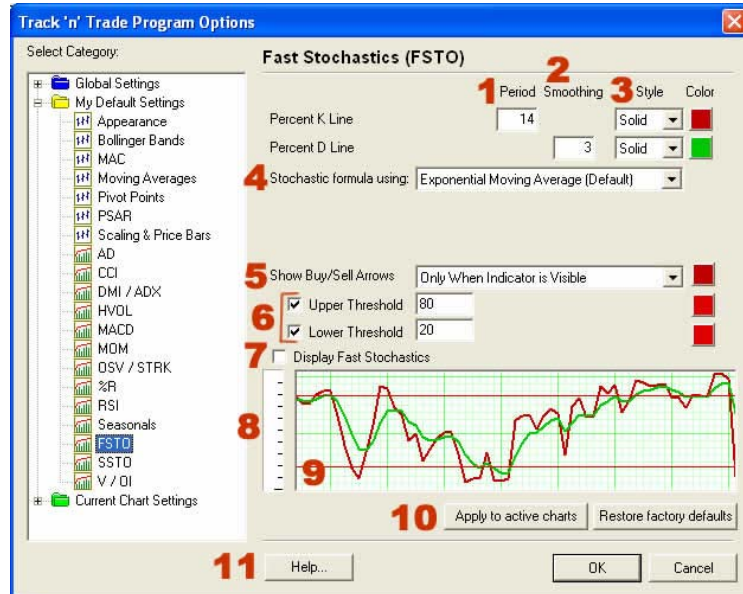 Track 'n' Trade Program Options
Select Category:
Global Settings
My Default Settings
Appearance
Bollinger Bands
MAC
Moving Averages
Pivot Points
PSAR
Scaling & Price Bars
AD
CCI
DMI / ADX
HVOL
MACD
MOM
OSV / STRK
%R
RSI
Seasonals
FSTO
SSTO
V / OI
Current Chart Settings
Fast Stochastics (FSTO)
1 Period 2 Smoothing 3 Style Color
Percent K Line 14 Solid
Percent D Line 3 Solid
4 Stochastic formula using: Exponential Moving Average (Default)
5 Show Buy/Sell Arrows Only When Indicator is Visible
6
Upper Threshold 80
Lower Threshold 20
7 Display Fast Stochastics
8
9
10 Apply to active charts Restore factory defaults
11 Help... OK Cancel